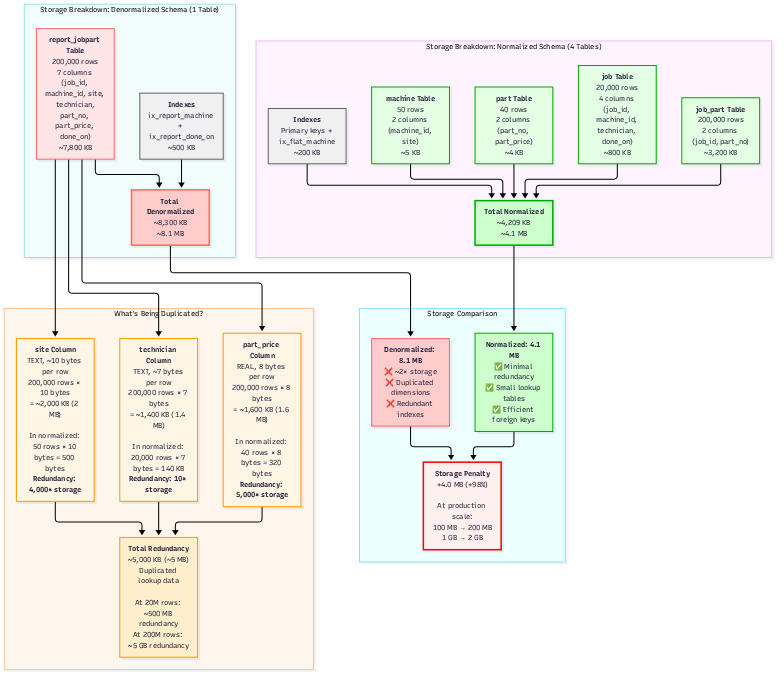 Storage Breakdown: Denormalized Schema (1 Table)
report_jobpart
Table
200,000 rows
7 columns
(job_id,
machine_id, site,
technician,
part_no,
part_price,
done_on)
~7,800 KB
Indexes
ix_report_machine
+
ix_report_done_on
~500 KB
Total
Denormalized
~8,300 KB
~8.1 MB
Storage Breakdown: Normalized Schema (4 Tables)
Indexes
Primary keys +
ix_flat_machine
~200 KB
machine Table
50 rows
2 columns
(machine_id,
site)
~5 KB
part Table
40 rows
2 columns
(part_no,
part_price)
~4 KB
job Table
20,000 rows
4 columns
(job_id,
machine_id,
technician,
done_on)
~800 KB
job_part Table
200,000 rows
2 columns
(job_id, part_no)
~3,200 KB
Total Normalized
~4,209 KB
~4.1 MB
What's Being Duplicated?
site Column
TEXT, ~10 bytes
per row
200,000 rows ×
10 bytes
= ~2,000 KB (2
MB)
In normalized:
50 rows × 10
bytes = 500
bytes
Redundancy:
4,000× storage
technician
Column
TEXT, ~7 bytes
per row
200,000 rows × 7
bytes
= ~1,400 KB (1.4
MB)
In normalized:
20,000 rows × 7
bytes = 140 KB
Redundancy: 10×
storage
part_price
Column
REAL, 8 bytes
per row
200,000 rows × 8
bytes
= ~1,600 KB (1.6
MB)
In normalized:
40 rows × 8
bytes = 320
bytes
Redundancy:
5,000× storage
Total Redundancy
~5,000 KB (~5 MB)
Duplicated
lookup data
At 20M rows:
~500 MB
redundancy
At 200M rows:
~5 GB redundancy
Storage Comparison
Denormalized:
8.1 MB
❌ ~2× storage
❌ Duplicated
dimensions
❌ Redundant
indexes
Normalized: 4.1
MB
✅ Minimal
redundancy
✅ Small lookup
tables
✅ Efficient
foreign keys
Storage Penalty
+4.0 MB (+98%)
At production
scale:
100 MB → 200 MB
1 GB → 2 GB